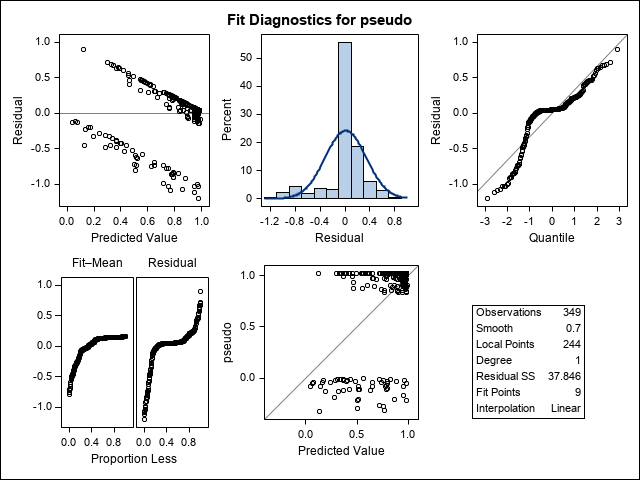 Fit Diagnostics for pseudo
1.0
0.5
0.0
-0.5
-1.0
Residual
0.0 0.2 0.4 0.6 0.8 1.0
Predicted Value
50
40
30
20
10
0
Percent
-1.2 -0.8 -0.4 0 0.4 0.8
Residual
1.0
0.5
0.0
-0.5
-1.0
Residual
-3 -2 -1 0 1 2 3
Quantile
Fit–Mean Residual
1.0
0.5
0.0
-0.5
-1.0
0.0 0.4 0.8 0.0 0.4 0.8
Proportion Less
1.0
0.5
0.0
pseudo
0.0 0.5 1.0
Predicted Value
Observations 349
Smooth 0.7
Local Points 244
Degree 1
Residual SS 37.846
Fit Points 9
Interpolation Linear